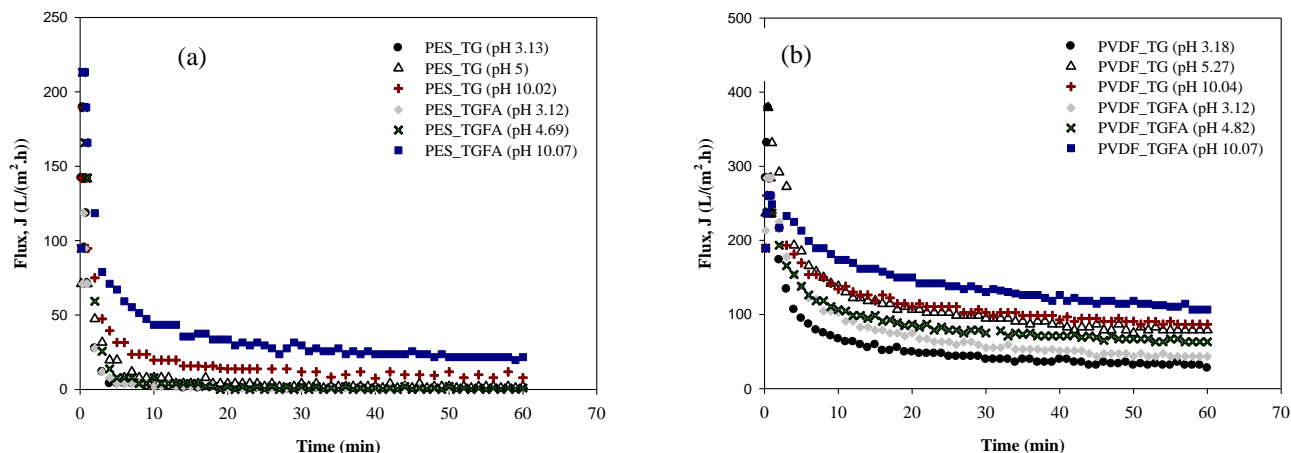 (a)
250
200
150
100
50
0
Flux, J (L/(m².h))
PES_TG (pH 3.13)
PES_TG (pH 5)
PES_TG (pH 10.02)
PES_TGFA (pH 3.12)
PES_TGFA (pH 4.69)
PES_TGFA (pH 10.07)
0 10 20 30 40 50 60 70
Time (min)
(b)
500
400
300
200
100
0
Flux, J (L/(m².h))
PVDF_TG (pH 3.18)
PVDF_TG (pH 5.27)
PVDF_TG (pH 10.04)
PVDF_TGFA (pH 3.12)
PVDF_TGFA (pH 4.82)
PVDF_TGFA (pH 10.07)
0 10 20 30 40 50 60 70
Time (min)